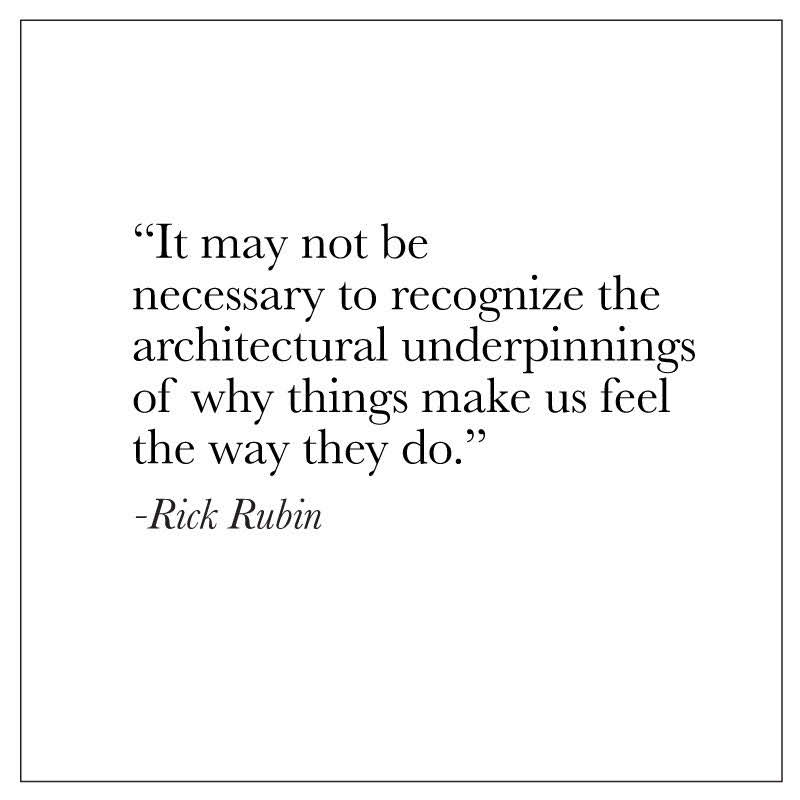 “It may not be
necessary to recognize the
architectural underpinnings
of why things make us feel
the way they do.”
-Rick Rubin